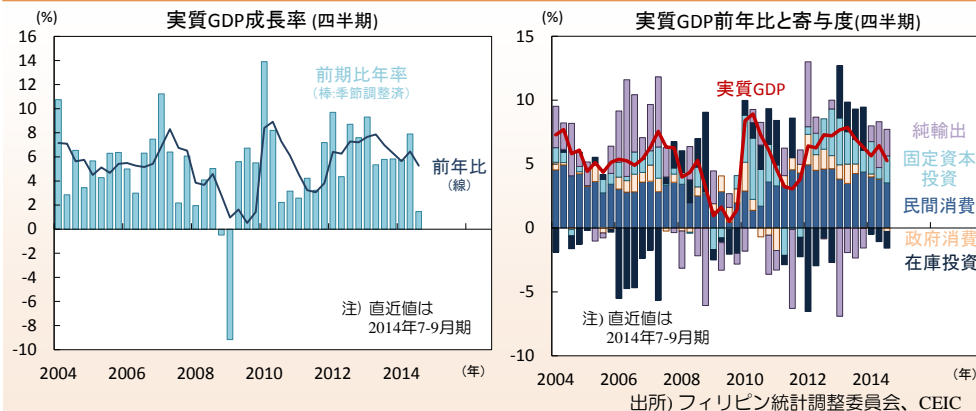 実質GDP成長率 (四半期)
(%)
16
14
12
10
8
6
4
2
0
-2
-4
-6
-8
-10
前期比年率
(棒:季節調整済)
前年比
(線)
注) 直近値は
2014年7-9月期
2004 2006 2008 2010 2012 2014 (年)
実質GDP前年比と寄与度(四半期)
(%)
15
10
5
0
-5
-10
実質GDP
純輸出
固定資本
投資
民間消費
政府消費
在庫投資
注) 直近値は
2014年7-9月期
(年)
2004 2006 2008 2010 2012 2014
出所) フィリピン統計調整委員会、CEIC